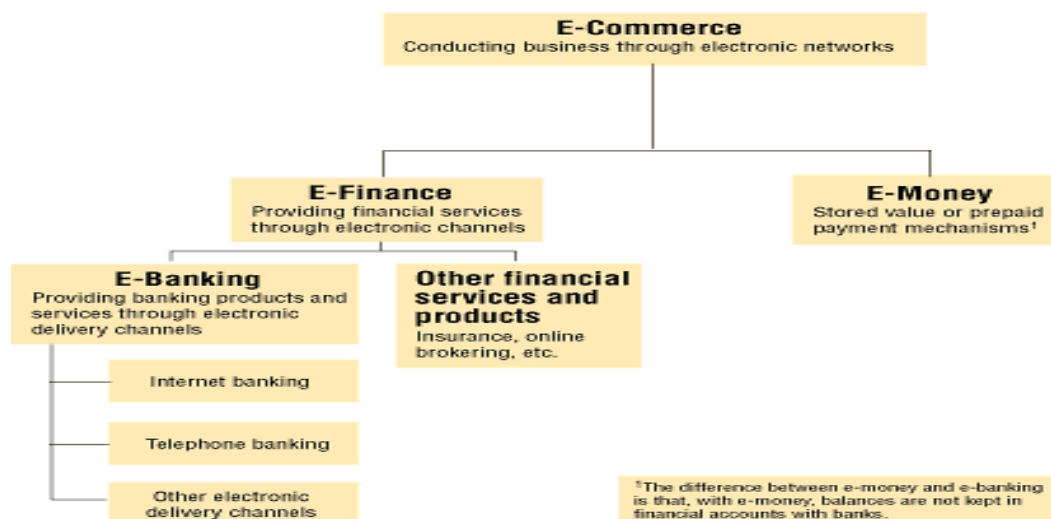 E-Commerce
Conducting business through electronic networks
E-Finance
Providing financial services
through electronic channels
E-Money
Stored value or prepaid
payment mechanisms¹
E-Banking
Providing banking products and
services through electronic
delivery channels
Other financial
services and
products
Insurance, online
brokering, etc.
Internet banking
Telephone banking
Other electronic
delivery channels
¹The difference between e-money and e-banking
is that, with e-money, balances are not kept in
financial accounts with banks.